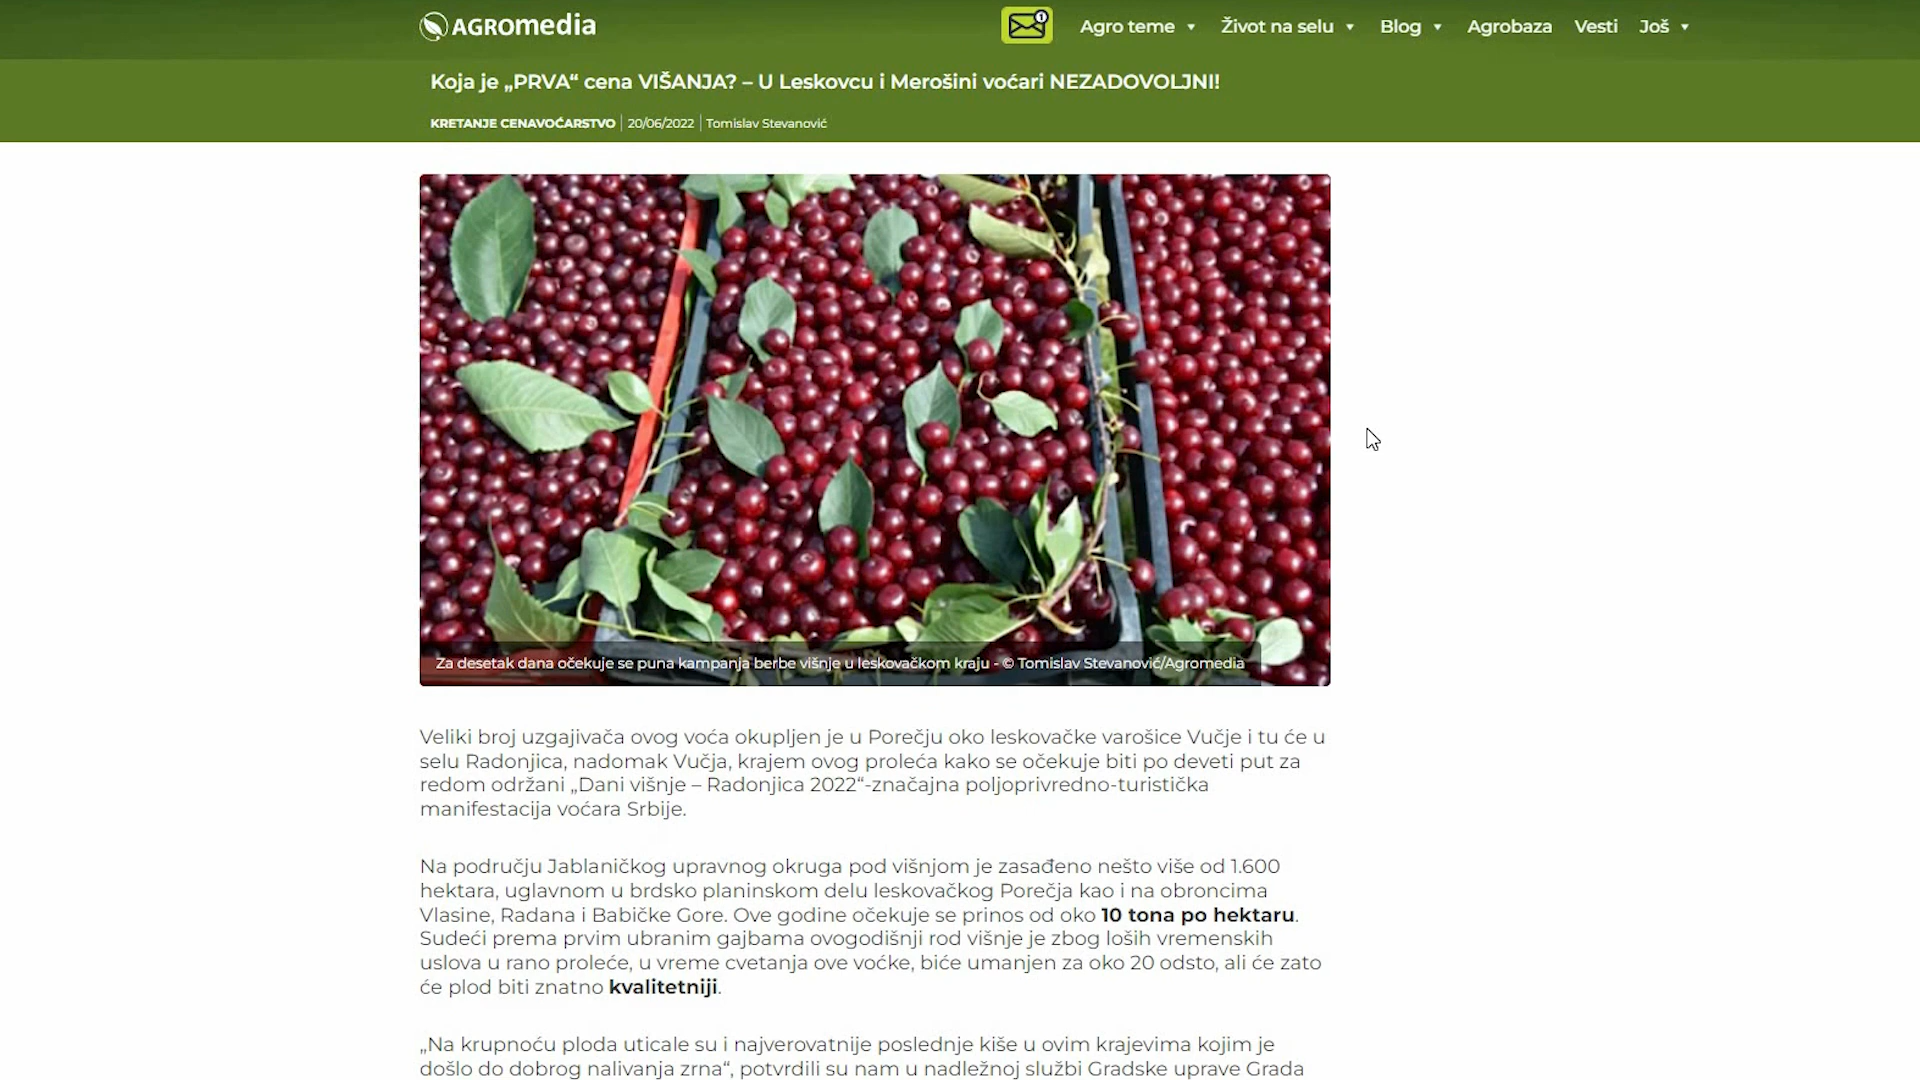 AGROmedia
1
Agro teme
Život na selu
Blog
Agrobaza
Vesti
Još
Koja je „PRVA“ cena VIŠANJA? – U Leskovcu i Merošini voćari NEZADOVOLJNI!
KRETANJE CENAVOĆARSTVO | 20/06/2022 | Tomislav Stevanović
Za desetak dana očekuje se puna kampanja berbe višnje u leskovačkom kraju - © Tomislav Stevanović/Agromedia
Veliki broj uzgajivača ovog voća okupljen je u Porečju oko leskovačke varošice Vučje i tu će u
selu Radonjica, nadomak Vučja, krajem ovog proleća kako se očekuje biti po deveti put za
redom održani „Dani višnje – Radonjica 2022“-značajna poljoprivredno-turistička
manifestacija voćara Srbije.
Na području Jablaničkog upravnog okruga pod višnjom je zasađeno nešto više od 1.600
hektara, uglavnom u brdsko planinskom delu leskovačkog Porečja kao i na obroncima
Vlasine, Radana i Babičke Gore. Ove godine očekuje se prinos od oko 10 tona po hektaru.
Sudeći prema prvim ubranim gajbama ovogodišnji rod višnje je zbog loših vremenskih
uslova u rano proleće, u vreme cvetanja ove voćke, biće umanjen za oko 20 odsto, ali će zato
će plod biti znatno kvalitetniji.
„Na krupnoću ploda uticale su i najverovatnije poslednje kiše u ovim krajevima kojim je
došlo do dobrog nalivanja zrna“, potvrdili su nam u nadležnoj službi Gradske uprave Grada